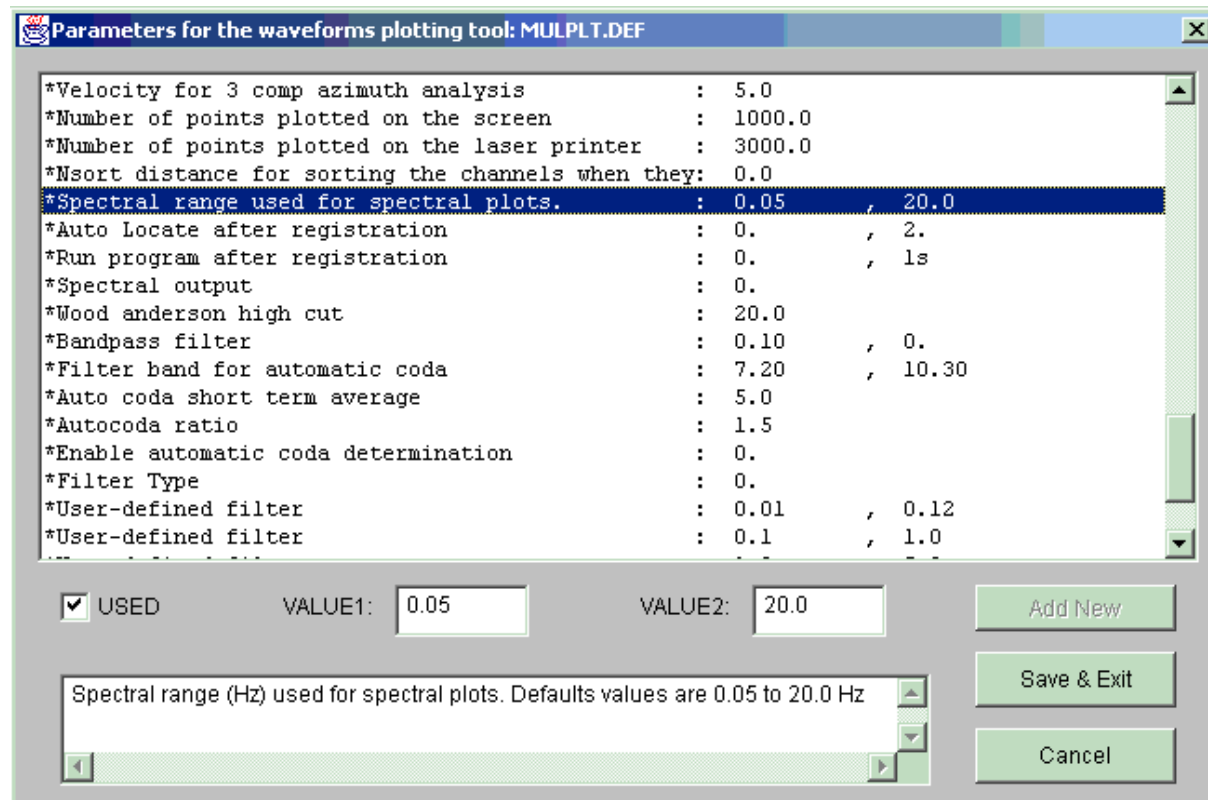 Parameters for the waveforms plotting tool: MULPLT.DEF
*Velocity for 3 comp azimuth analysis : 5.0
*Number of points plotted on the screen : 1000.0
*Number of points plotted on the laser printer : 3000.0
*Nsort distance for sorting the channels when they: 0.0
*Spectral range used for spectral plots. : 0.05 , 20.0
*Auto Locate after registration : 0. , 2.
*Run program after registration : 0. , ls
*Spectral output : 0.
*Wood anderson high cut : 20.0
*Bandpass filter : 0.10 , 0.
*Filter band for automatic coda : 7.20 , 10.30
*Auto coda short term average : 5.0
*Autocoda ratio : 1.5
*Enable automatic coda determination : 0.
*Filter Type : 0.
*User-defined filter : 0.01 , 0.12
*User-defined filter : 0.1 , 1.0
USED VALUE1: 0.05 VALUE2: 20.0 Add New
Spectral range (Hz) used for spectral plots. Defaults values are 0.05 to 20.0 Hz
Save & Exit
Cancel